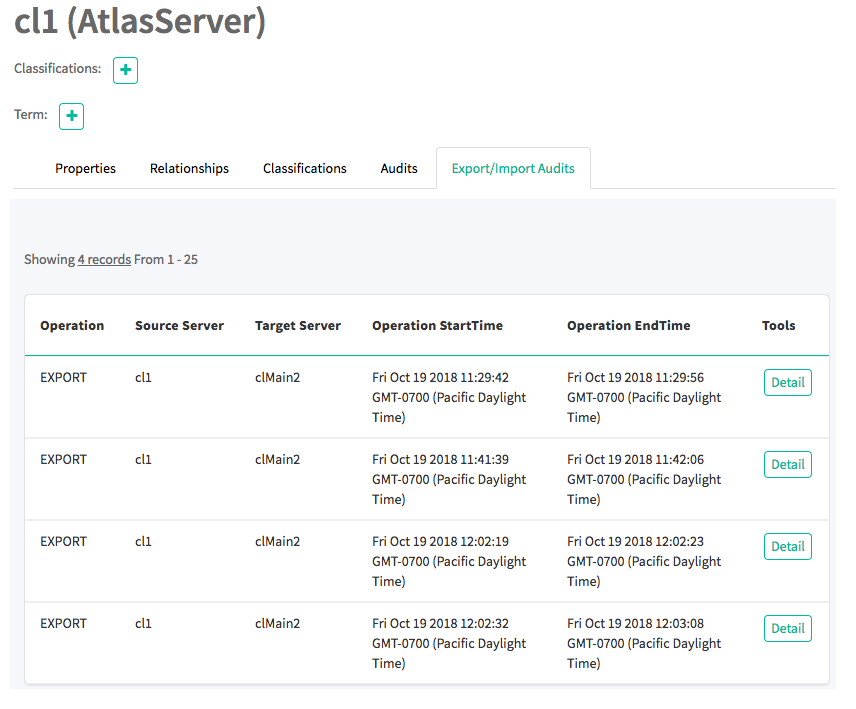 cl1 (AtlasServer)
Classifications: +
Term: +
Properties Relationships Classifications Audits Export/Import Audits
Showing 4 records From 1 - 25
Operation Source Server Target Server Operation StartTime Operation EndTime Tools
EXPORT cl1 clMain2 Fri Oct 19 2018 11:29:42 Fri Oct 19 2018 11:29:56 Detail
GMT-0700 (Pacific Daylight GMT-0700 (Pacific Daylight
Time) Time)
EXPORT cl1 clMain2 Fri Oct 19 2018 11:41:39 Fri Oct 19 2018 11:42:06 Detail
GMT-0700 (Pacific Daylight GMT-0700 (Pacific Daylight
Time) Time)
EXPORT cl1 clMain2 Fri Oct 19 2018 12:02:19 Fri Oct 19 2018 12:02:23 Detail
GMT-0700 (Pacific Daylight GMT-0700 (Pacific Daylight
Time) Time)
EXPORT cl1 clMain2 Fri Oct 19 2018 12:02:32 Fri Oct 19 2018 12:03:08 Detail
GMT-0700 (Pacific Daylight GMT-0700 (Pacific Daylight
Time) Time)